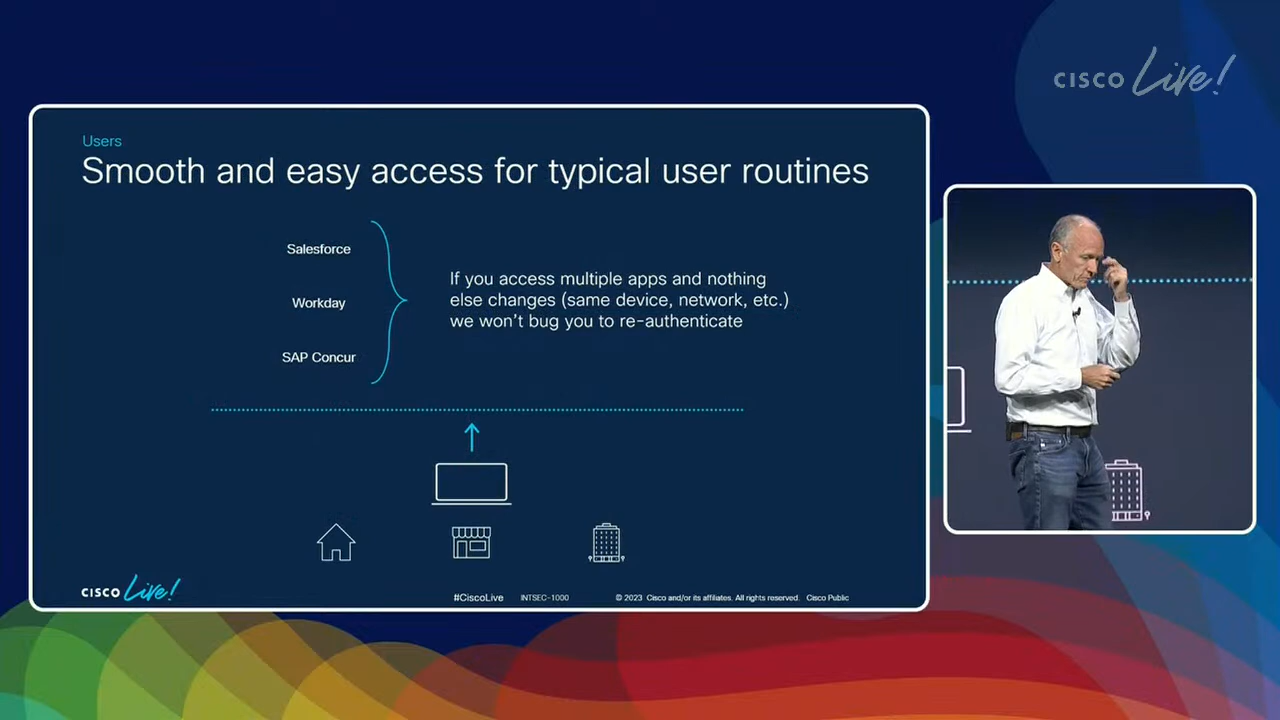 CISCO Live!
Users
Smooth and easy access for typical user routines
Salesforce
Workday
SAP Concur
If you access multiple apps and nothing
else changes (same device, network, etc.)
we won't bug you to re-authenticate
CISCO Live!
#CiscoLive
INTSEC-1000
© 2023 Cisco and/or its affiliates. All rights reserved. Cisco Public